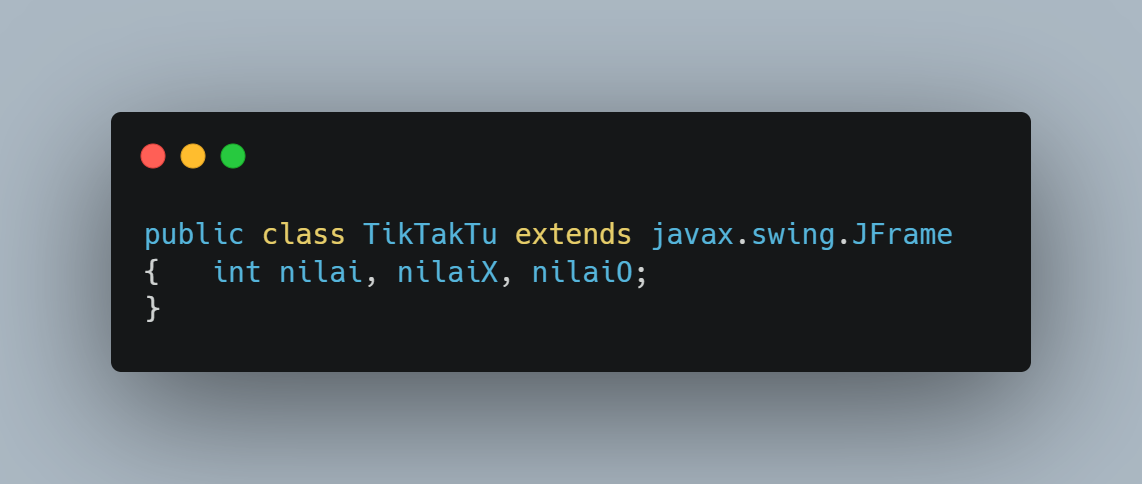 public class TikTakTu extends javax.swing.JFrame
{   int nilai, nilaiX, nilaiO;
}